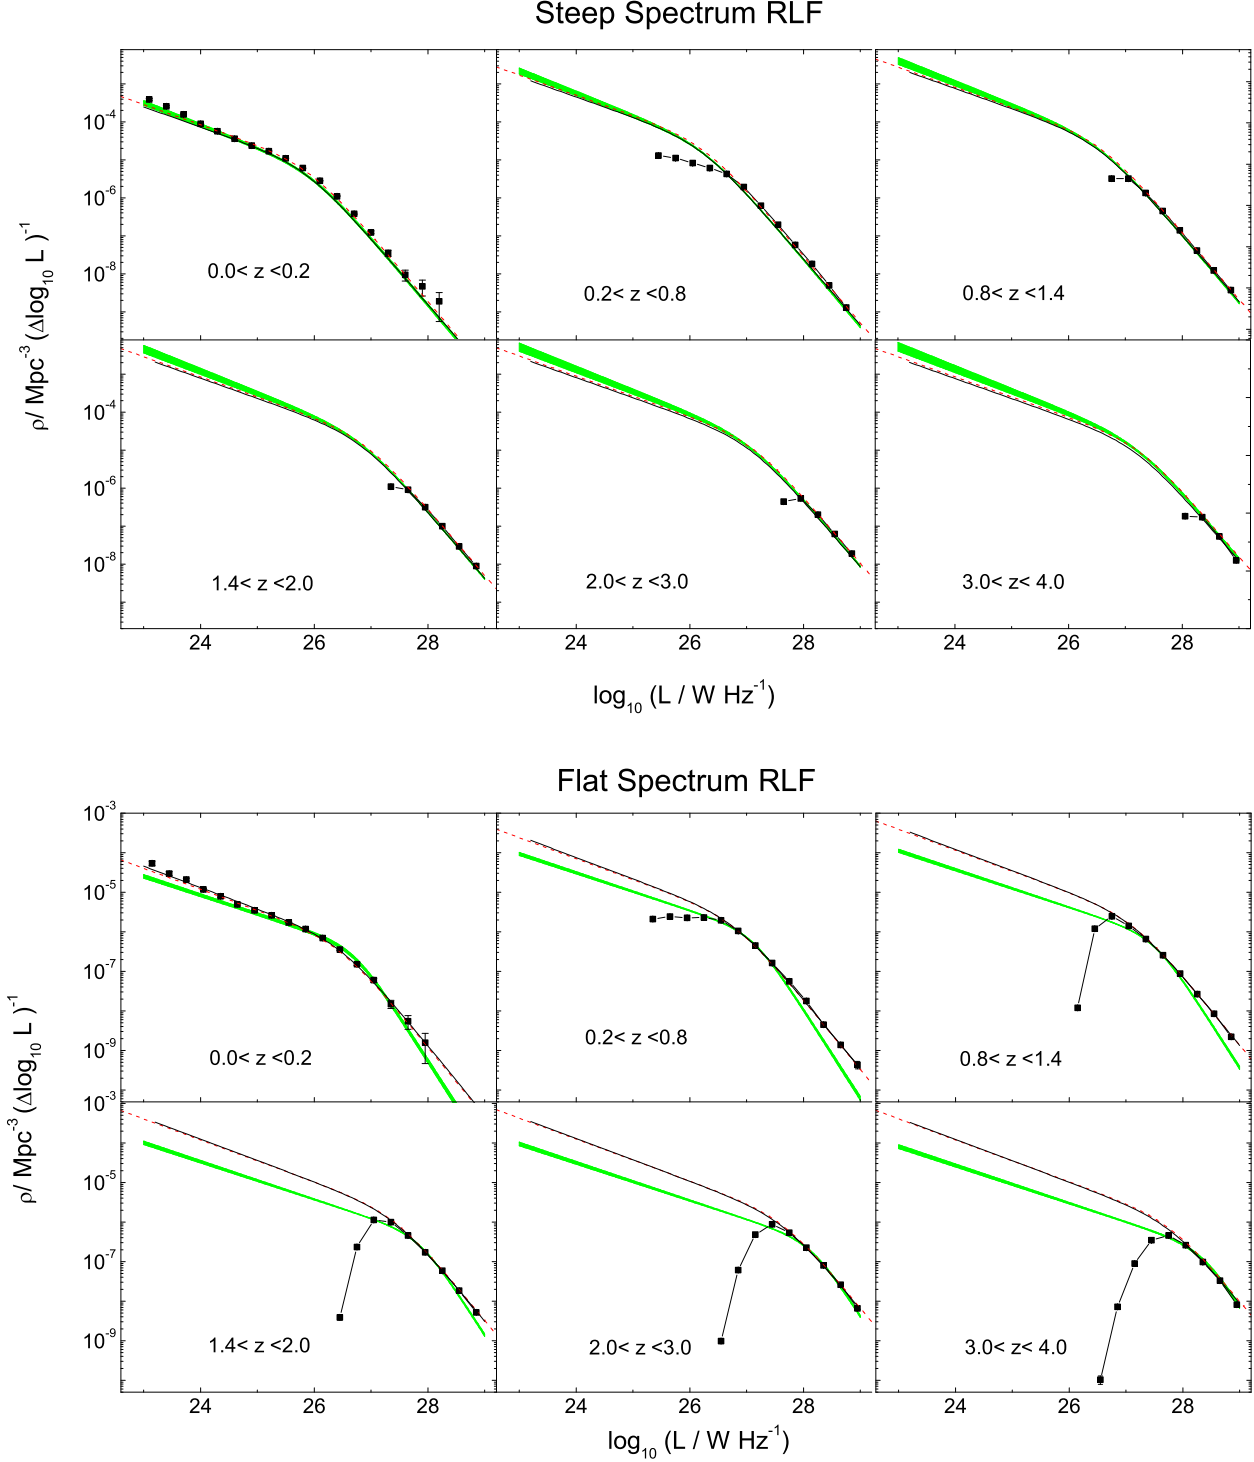 Steep Spectrum RLF
ρ/ Mpc⁻³ (Δlog₁₀ L )⁻¹
10⁻⁴
10⁻⁶
10⁻⁸
0.0< z <0.2
0.2< z <0.8
0.8< z <1.4
10⁻⁴
10⁻⁶
10⁻⁸
1.4< z <2.0
2.0< z <3.0
3.0< z< 4.0
24 26 28 24 26 28 24 26 28
log₁₀ (L / W Hz⁻¹)
Flat Spectrum RLF
ρ/ Mpc⁻³ (Δlog₁₀ L )⁻¹
10⁻³
10⁻⁵
10⁻⁷
10⁻⁹
0.0< z <0.2
0.2< z <0.8
0.8< z <1.4
10⁻³
10⁻⁵
10⁻⁷
10⁻⁹
1.4< z <2.0
2.0< z <3.0
3.0< z< 4.0
24 26 28 24 26 28 24 26 28
log₁₀ (L / W Hz⁻¹)